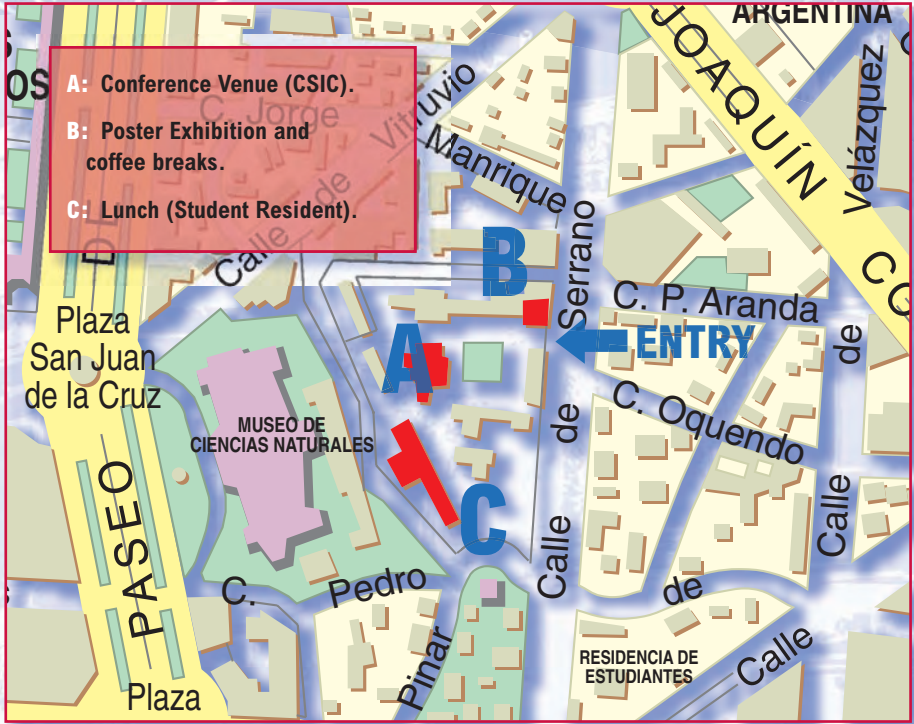 ARGENTINA
OS
JOAQUÍN CO
Velázquez
A: Conference Venue (CSIC).
B: Poster Exhibition and
coffee breaks.
C: Lunch (Student Resident).
C. Jorge
Manrique
Calle de Vitruvio
Serrano
B
C. P. Aranda
Plaza
San Juan
de la Cruz
A
ENTRY
de
C. Oquendo
MUSEO DE
CIENCIAS NATURALES
de
PASEO
C
Calle
Calle
C. Pedro
de
Pinar
RESIDENCIA DE
ESTUDIANTES
Calle
Plaza